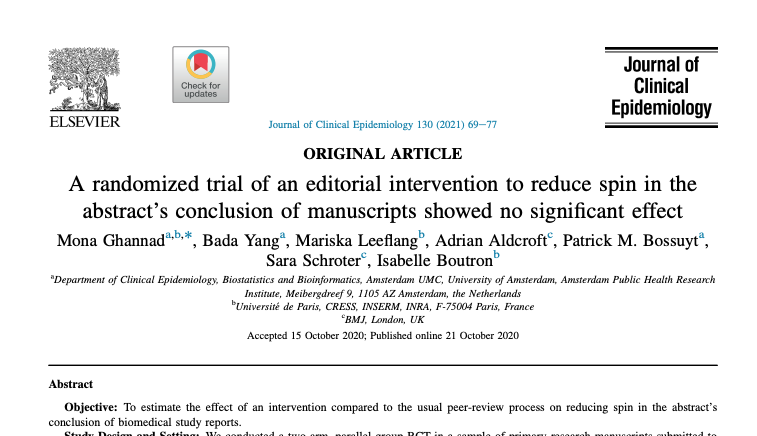 ELSEVIER
Check for
updates
Journal of
Clinical
Epidemiology
Journal of Clinical Epidemiology 130 (2021) 69–77
ORIGINAL ARTICLE
A randomized trial of an editorial intervention to reduce spin in the
abstract's conclusion of manuscripts showed no significant effect
Mona Ghannad^a,b,*, Bada Yang^a, Mariska Leeflang^b, Adrian Aldcroft^c, Patrick M. Bossuyt^a,
Sara Schroter^c, Isabelle Boutron^b
^aDepartment of Clinical Epidemiology, Biostatistics and Bioinformatics, Amsterdam UMC, University of Amsterdam, Amsterdam Public Health Research
Institute, Meibergdreef 9, 1105 AZ Amsterdam, the Netherlands
^bUniversité de Paris, CRESS, INSERM, INRA, F-75004 Paris, France
^cBMJ, London, UK
Accepted 15 October 2020; Published online 21 October 2020
Abstract
Objective: To estimate the effect of an intervention compared to the usual peer-review process on reducing spin in the abstract's
conclusion of biomedical study reports.
Study Design and Setting: We conducted a two-arm, parallel-group RCT in a sample of primary research manuscripts submitted to